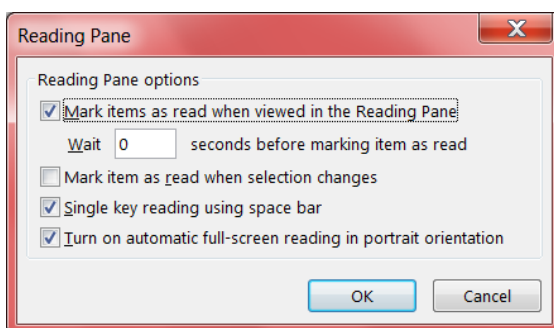 Reading Pane
Reading Pane options
Mark items as read when viewed in the Reading Pane
Wait 0 seconds before marking item as read
Mark item as read when selection changes
Single key reading using space bar
Turn on automatic full-screen reading in portrait orientation
OK Cancel